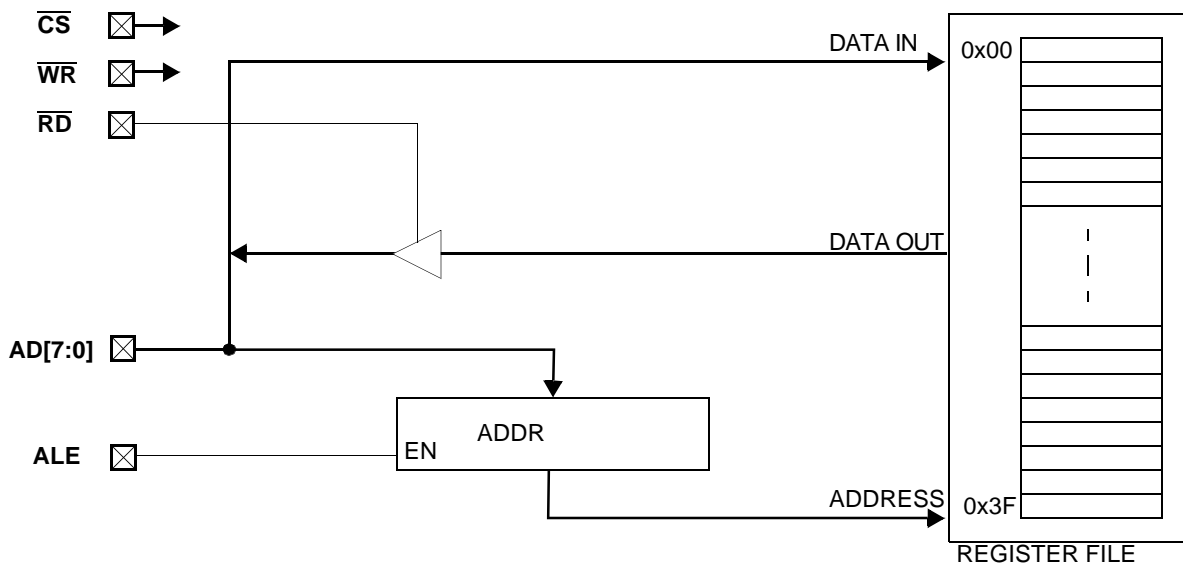 CS
DATA IN
0x00
WR
RD
DATA OUT
AD[7:0]
ADDR
EN
ALE
ADDRESS
0x3F
REGISTER FILE